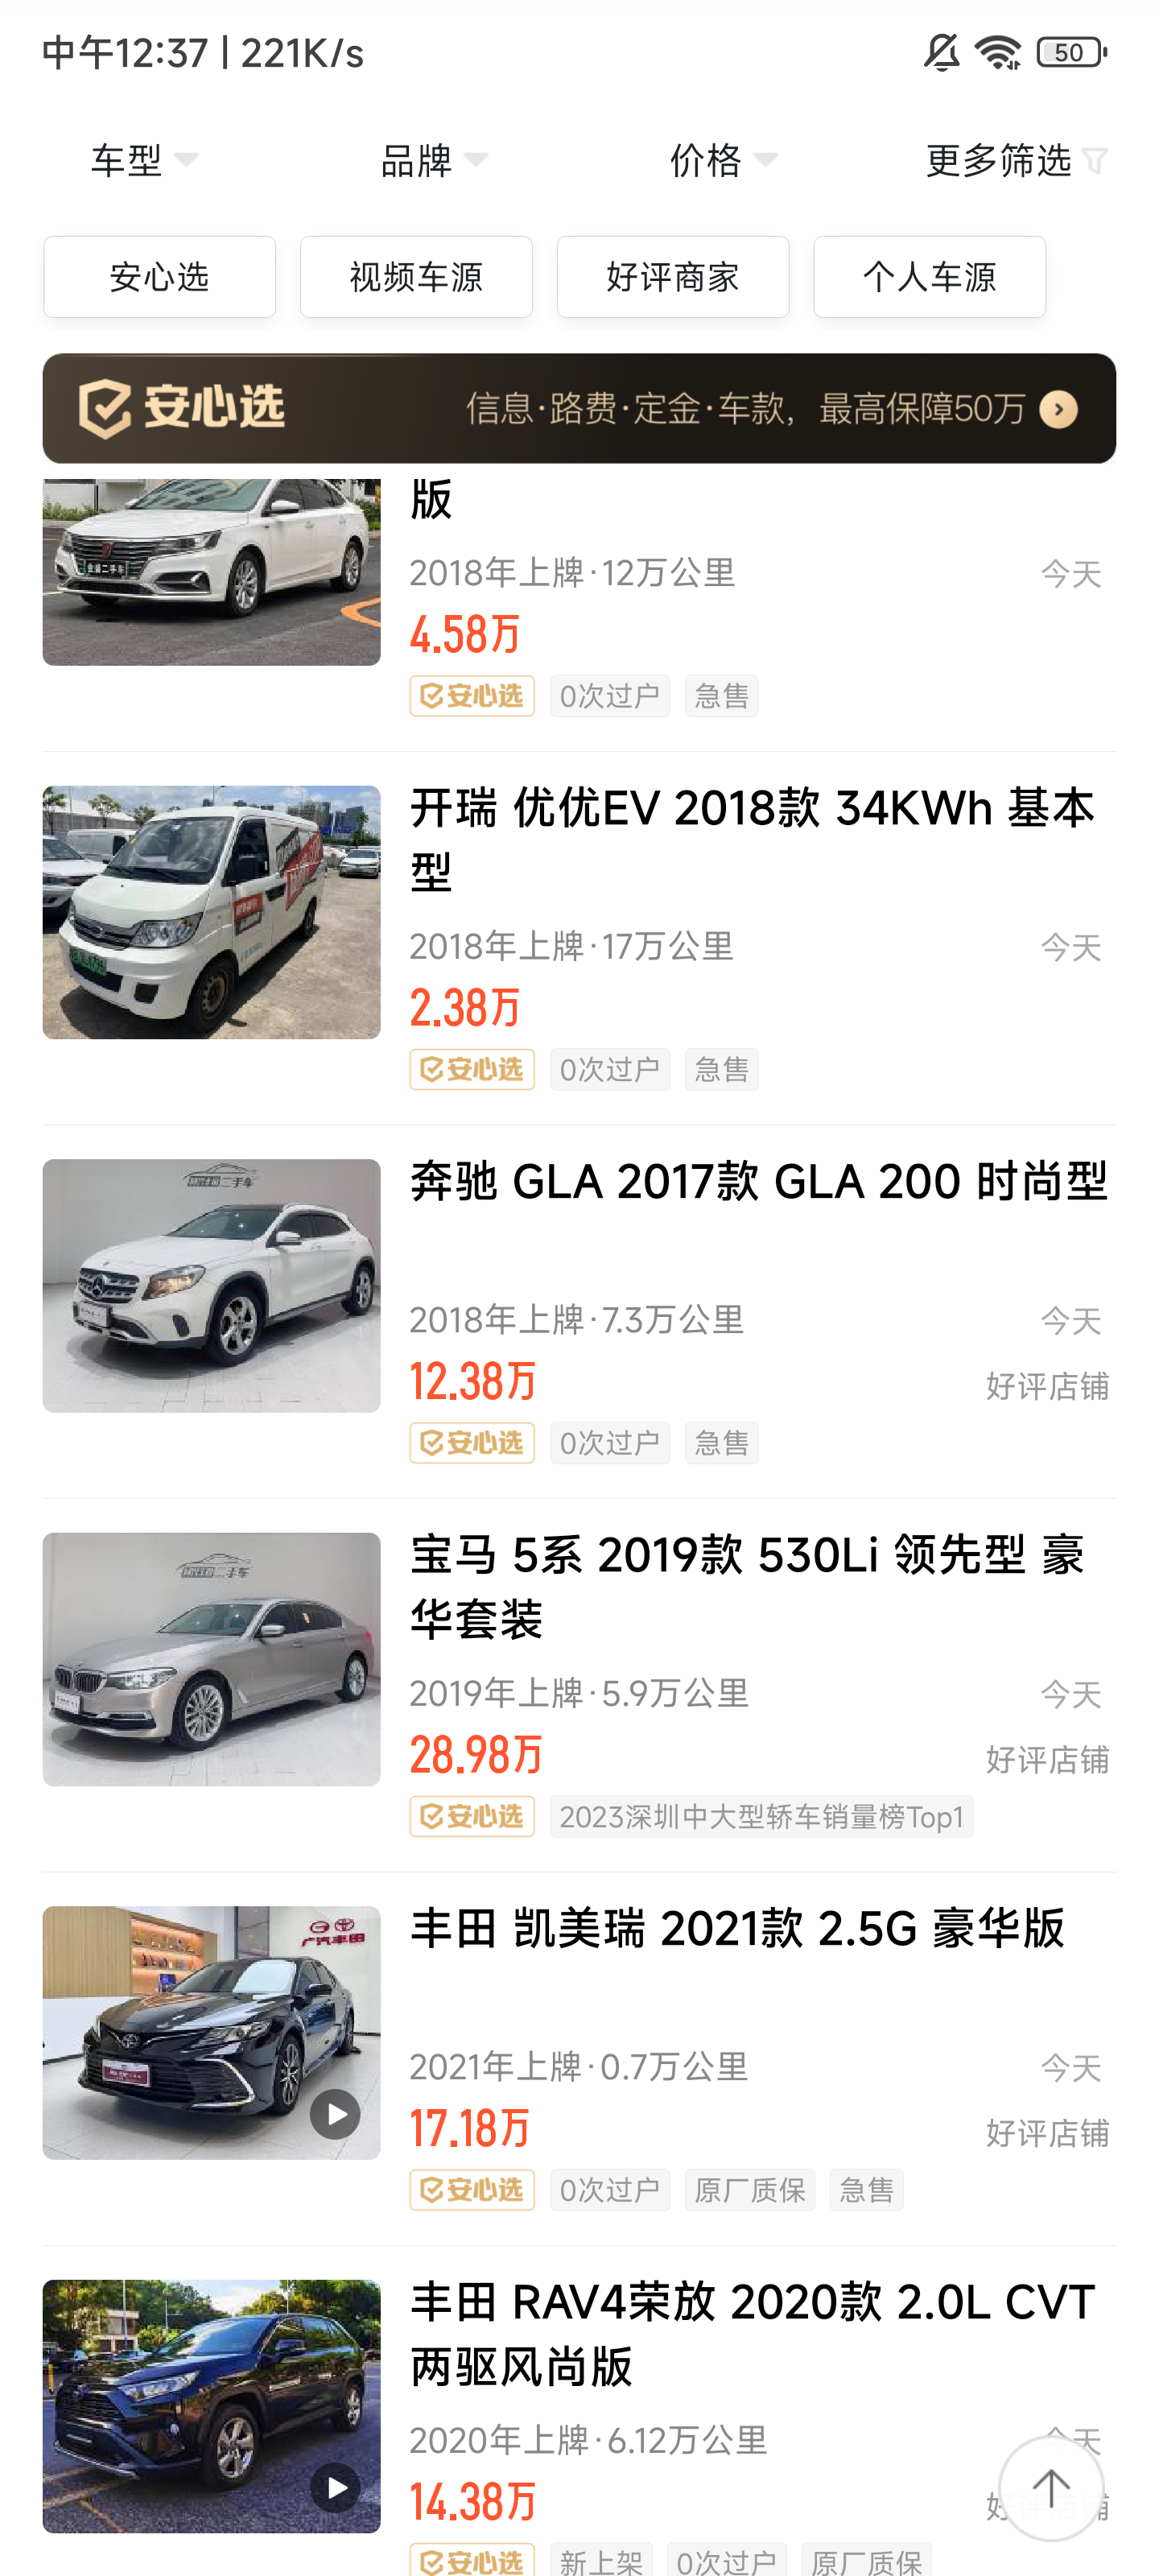 中午12:37 | 221K/s
50
车型
品牌
价格
更多筛选
安心选
视频车源
好评商家
个人车源
安心选
信息·路费·定金·车款，最高保障50万
版
2018年上牌·12万公里
今天
4.58万
安心选
0次过户
急售
开瑞 优优EV 2018款 34KWh 基本
型
2018年上牌·17万公里
今天
2.38万
安心选
0次过户
急售
奔驰 GLA 2017款 GLA 200 时尚型
2018年上牌·7.3万公里
今天
12.38万
好评店铺
安心选
0次过户
急售
宝马 5系 2019款 530Li 领先型 豪
华套装
2019年上牌·5.9万公里
今天
28.98万
好评店铺
安心选
2023深圳中大型轿车销量榜Top1
广汽丰田
丰田 凯美瑞 2021款 2.5G 豪华版
2021年上牌·0.7万公里
今天
17.18万
好评店铺
安心选
0次过户
原厂质保
急售
丰田 RAV4荣放 2020款 2.0L CVT
两驱风尚版
2020年上牌·6.12万公里
今天
14.38万
安心选
新上架
0次过户
原厂质保